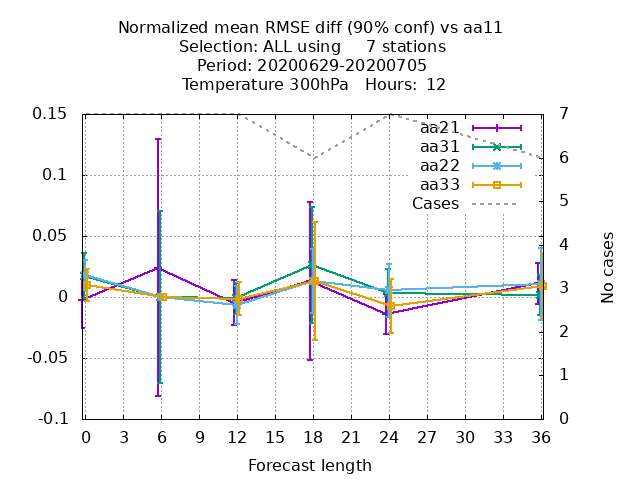 Normalized mean RMSE diff (90% conf) vs aa11
Selection: ALL using     7 stations
Period: 20200629-20200705
Temperature 300hPa   Hours:  12
0.15
0.1
0.05
0
-0.05
-0.1
7
6
5
4
3
2
1
0
aa21
aa31
aa22
aa33
Cases
No cases
0 3 6 9 12 15 18 21 24 27 30 33 36
Forecast length